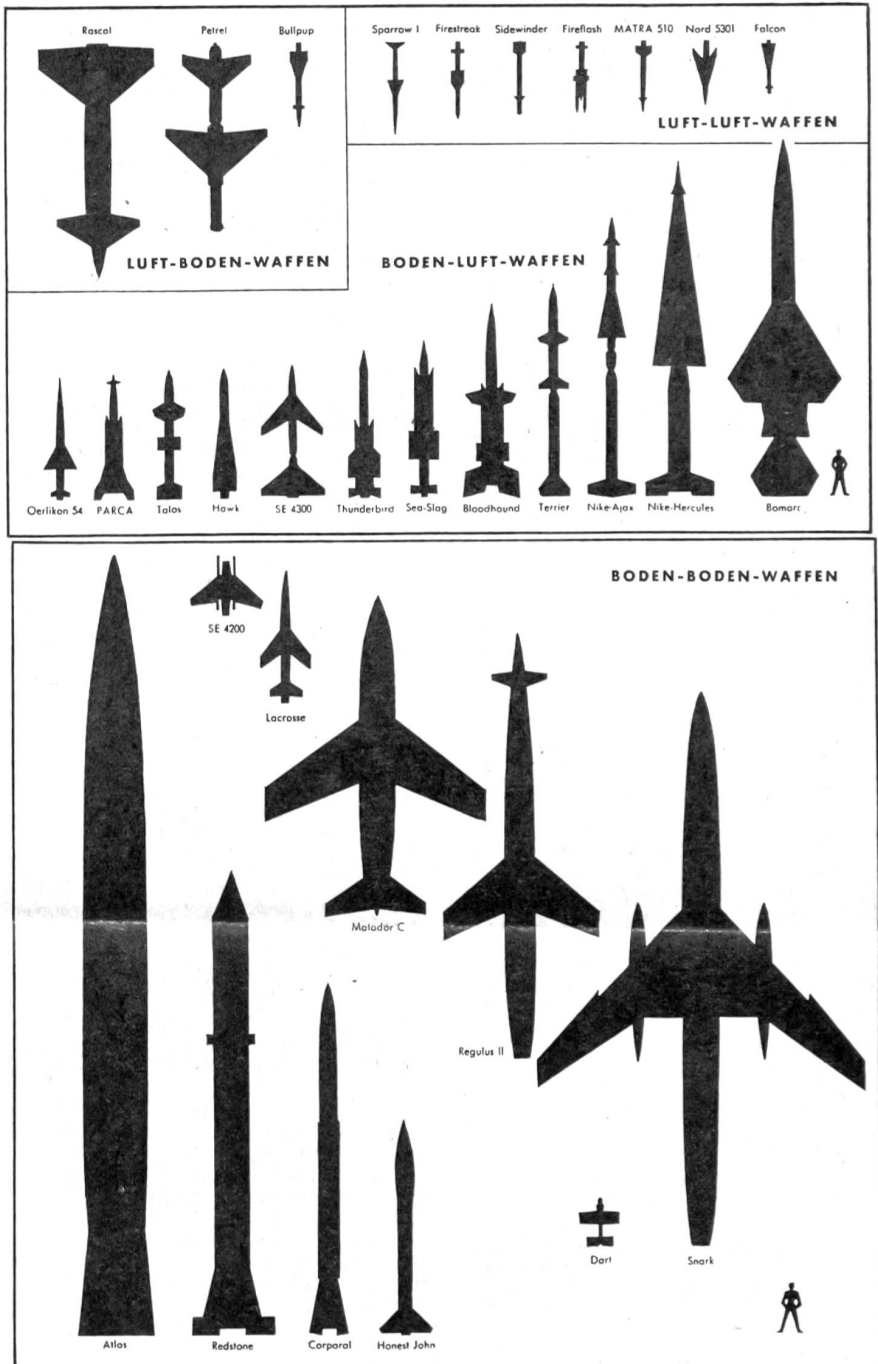 Rascal Petrel Bullpup
LUFT-BODEN-WAFFEN
Sparrow I Firestreak Sidewinder Fireflash MATRA 510 Nord 5301 Falcon
LUFT-LUFT-WAFFEN
BODEN-LUFT-WAFFEN
Oerlikon 54 PARCA Talos Hawk SE 4300 Thunderbird Sea-Slag Bloodhound Terrier Nike-Ajax Nike-Hercules Bomarc
BODEN-BODEN-WAFFEN
SE 4200
Lacrosse
Matador C
Regulus II
Dart Snark
Atlas Redstone Corporal Honest John